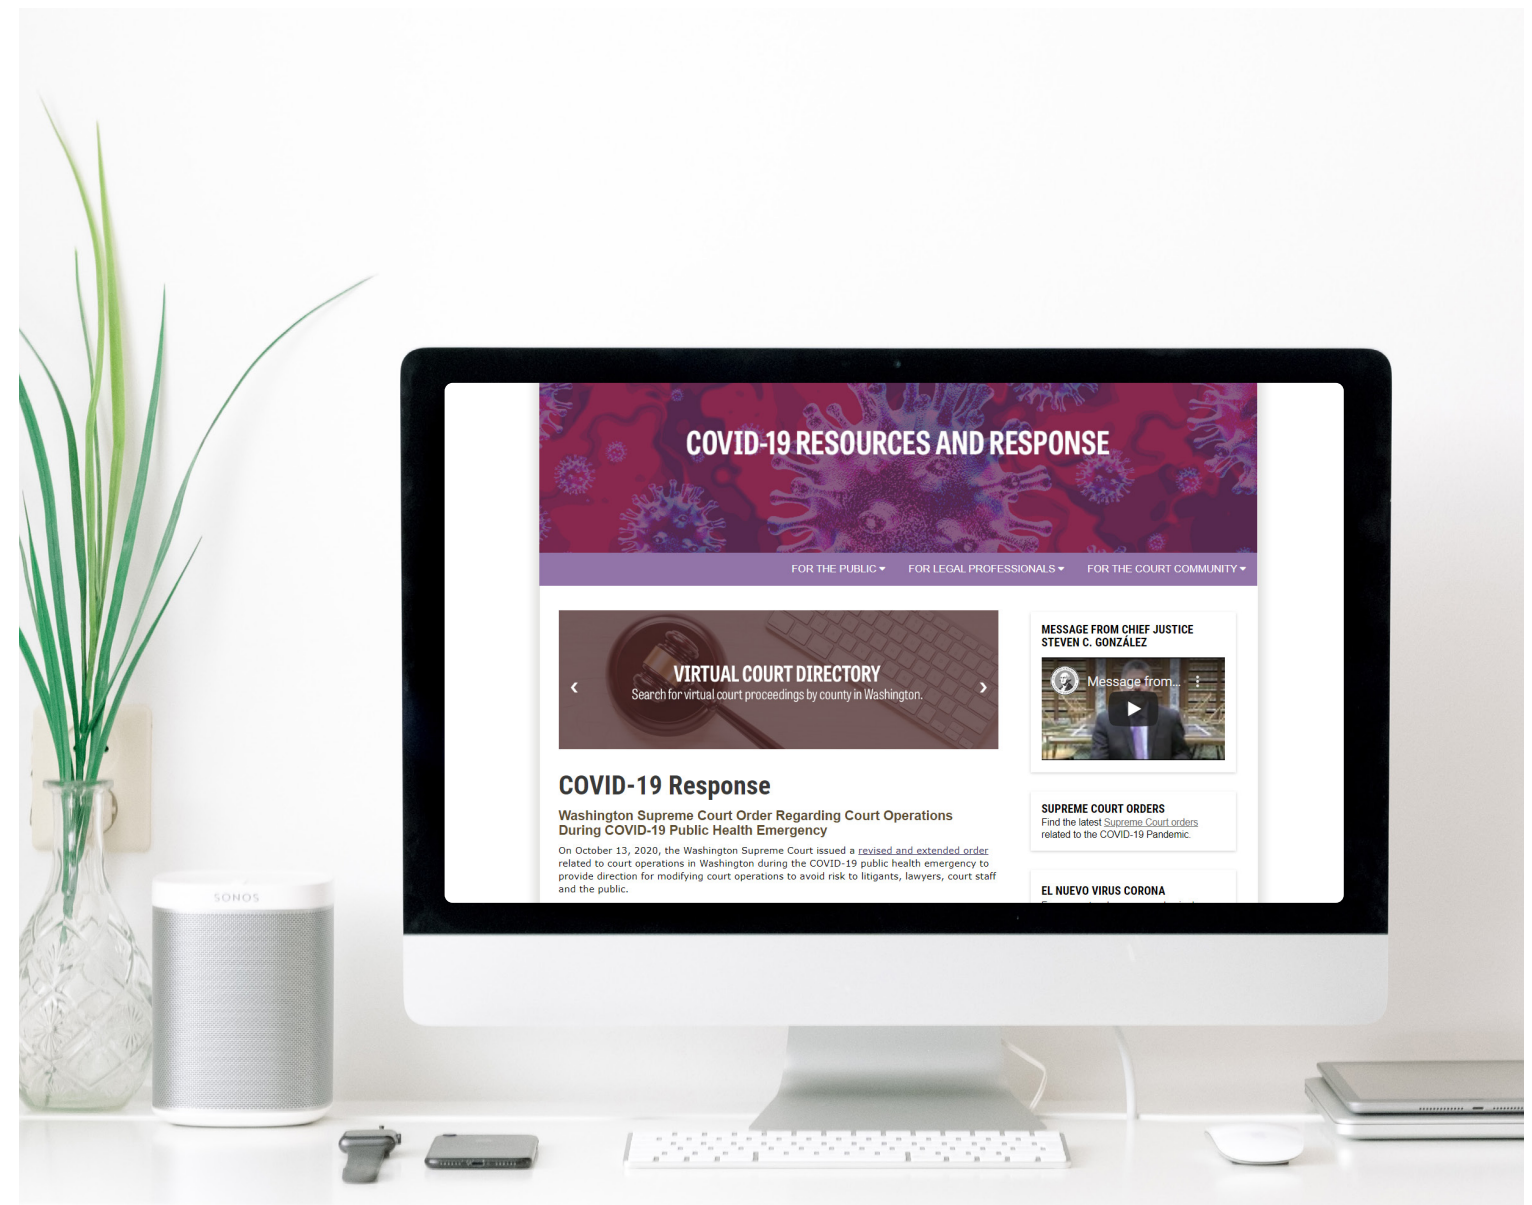 COVID-19 RESOURCES AND RESPONSE
FOR THE PUBLIC
FOR LEGAL PROFESSIONALS
FOR THE COURT COMMUNITY
VIRTUAL COURT DIRECTORY
Search for virtual court proceedings by county in Washington.
COVID-19 Response
Washington Supreme Court Order Regarding Court Operations
During COVID-19 Public Health Emergency
On October 13, 2020, the Washington Supreme Court issued a revised and extended order
related to court operations in Washington during the COVID-19 public health emergency to
provide direction for modifying court operations to avoid risk to litigants, lawyers, court staff
and the public.
MESSAGE FROM CHIEF JUSTICE
STEVEN C. GONZÁLEZ
Message from...
SUPREME COURT ORDERS
Find the latest Supreme Court orders
related to the COVID-19 Pandemic.
EL NUEVO VIRUS CORONA
SONOS